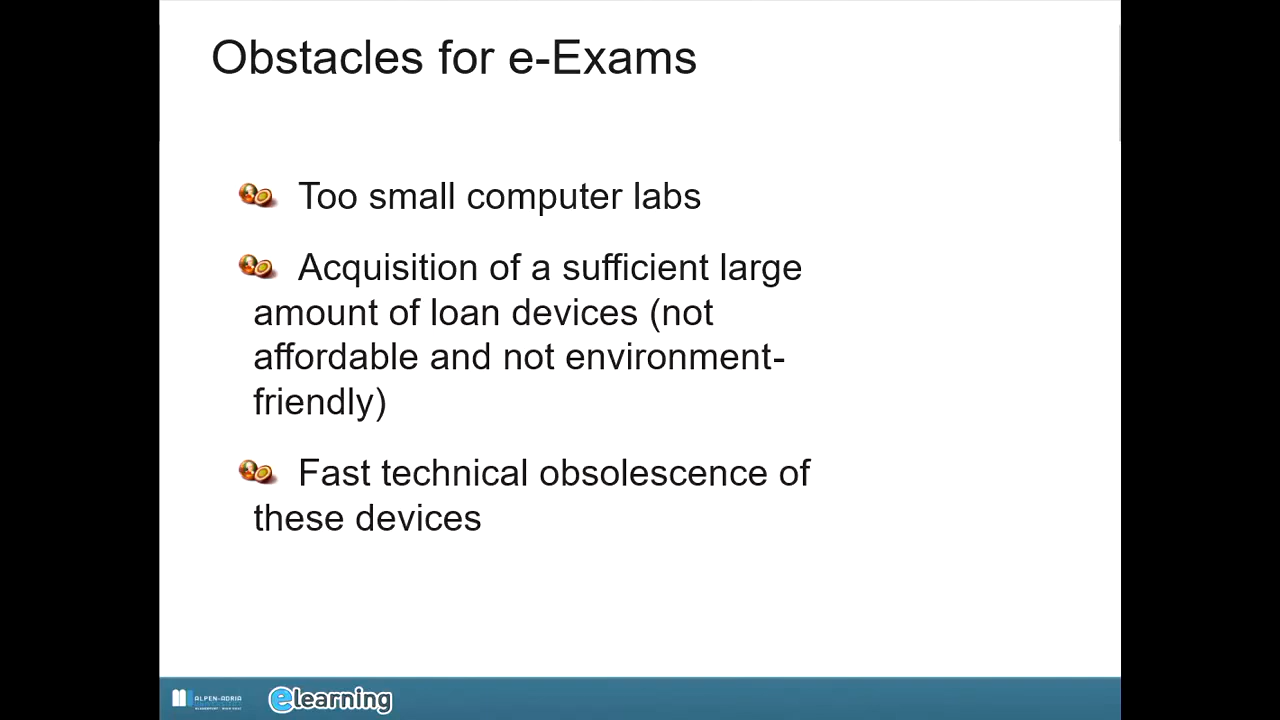 Obstacles for e-Exams
Too small computer labs
Acquisition of a sufficient large
amount of loan devices (not
affordable and not environment-
friendly)
Fast technical obsolescence of
these devices
ALPEN-ADRIA
elearning